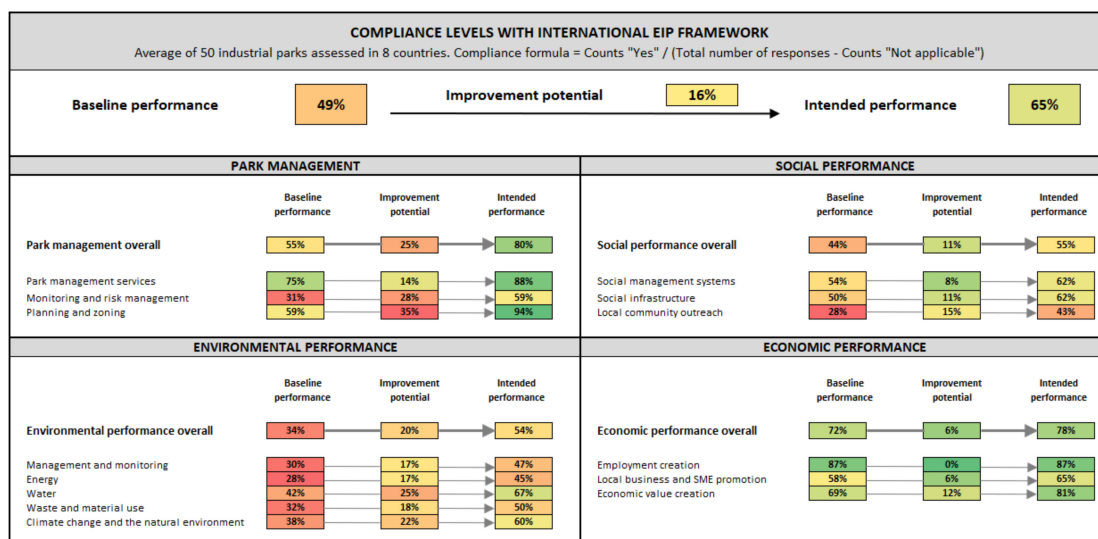 COMPLIANCE LEVELS WITH INTERNATIONAL EIP FRAMEWORK
Average of 50 industrial parks assessed in 8 countries. Compliance formula = Counts "Yes" / (Total number of responses - Counts "Not applicable")
Baseline performance 49% Improvement potential 16% Intended performance 65%
PARK MANAGEMENT
Baseline performance Improvement potential Intended performance
Park management overall 55% 25% 80%
Park management services 75% 14% 88%
Monitoring and risk management 31% 28% 59%
Planning and zoning 59% 35% 94%
SOCIAL PERFORMANCE
Baseline performance Improvement potential Intended performance
Social performance overall 44% 11% 55%
Social management systems 54% 8% 62%
Social infrastructure 50% 11% 62%
Local community outreach 28% 15% 43%
ENVIRONMENTAL PERFORMANCE
Baseline performance Improvement potential Intended performance
Environmental performance overall 34% 20% 54%
Management and monitoring 30% 17% 47%
Energy 28% 17% 45%
Water 42% 25% 67%
Waste and material use 32% 18% 50%
Climate change and the natural environment 38% 22% 60%
ECONOMIC PERFORMANCE
Baseline performance Improvement potential Intended performance
Economic performance overall 72% 6% 78%
Employment creation 87% 0% 87%
Local business and SME promotion 58% 6% 65%
Economic value creation 69% 12% 81%